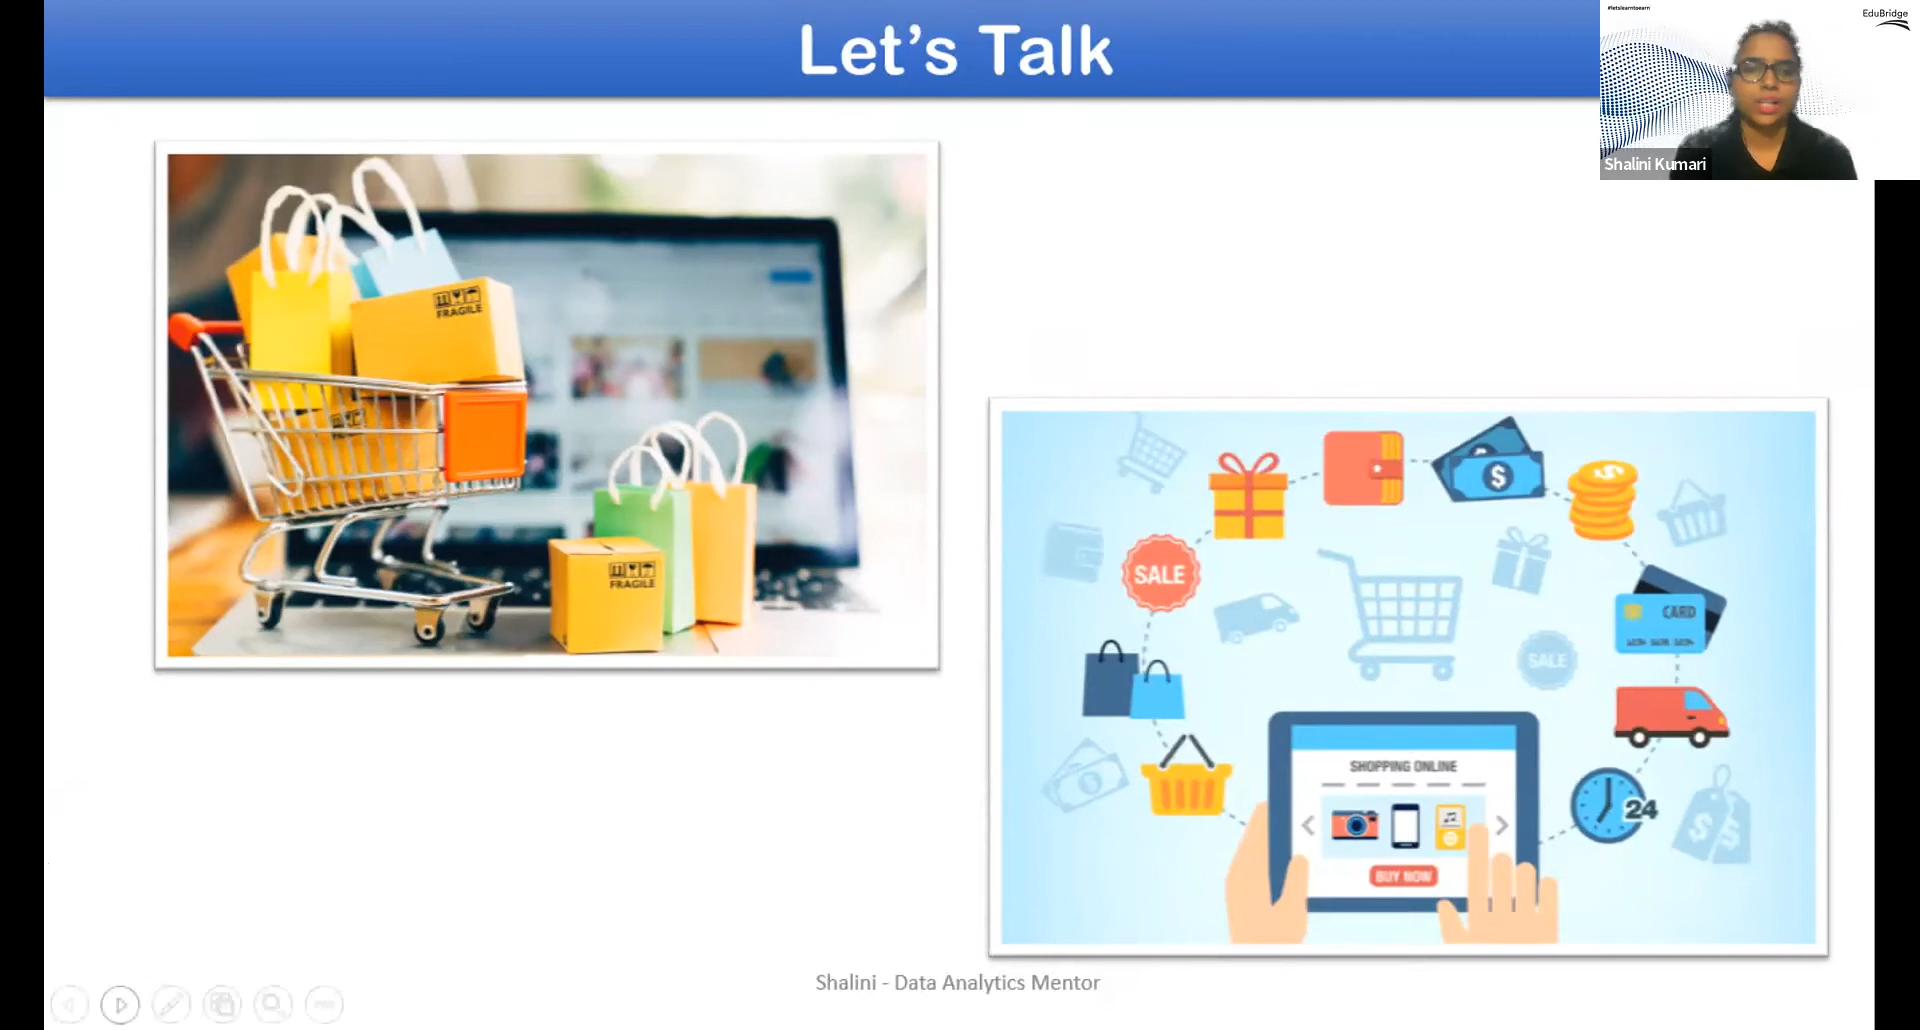 Let's Talk
#letslearntoearn
EduBridge
Shalini Kumari
FRAGILE
FRAGILE
SALE
CARD
SALE
SHOPPING ONLINE
24
BUY NOW
Shalini - Data Analytics Mentor